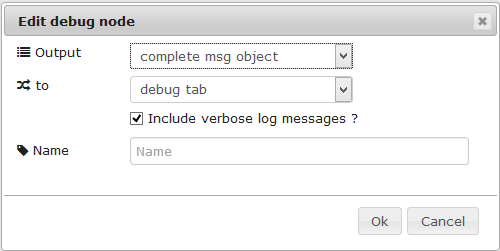 Edit debug node
Output complete msg object
to debug tab
Include verbose log messages ?
Name Name
Ok Cancel